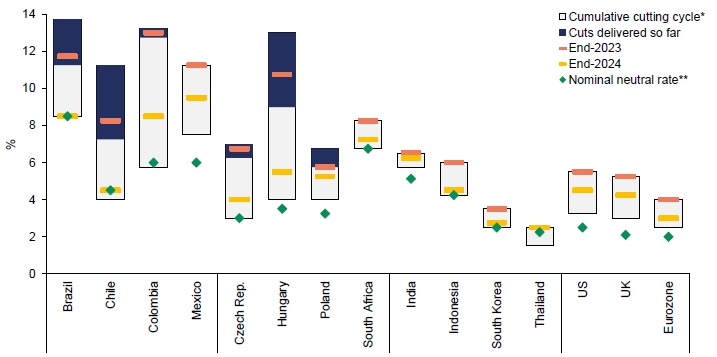 14
12
10
8
6
4
2
0
%
Cumulative cutting cycle*
Cuts delivered so far
End-2023
End-2024
Nominal neutral rate**
Brazil
Chile
Colombia
Mexico
Czech Rep.
Hungary
Poland
South Africa
India
Indonesia
South Korea
Thailand
US
UK
Eurozone